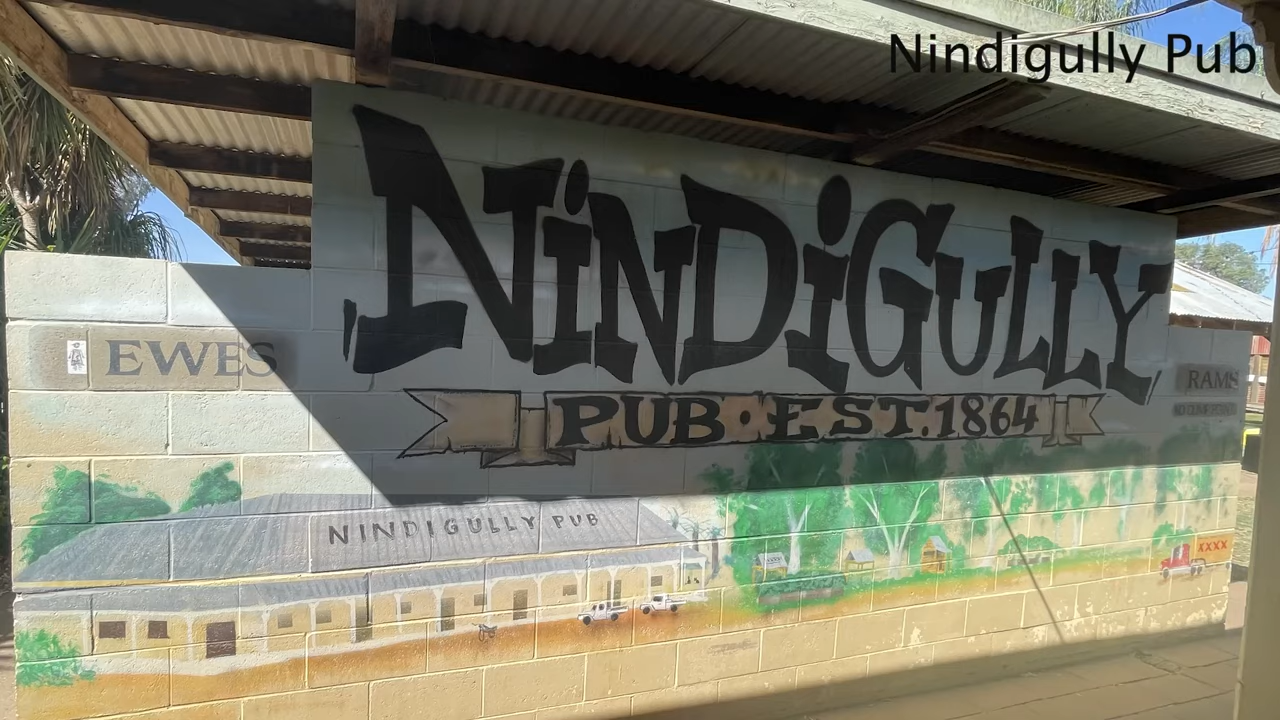 Nindigully Pub
NiNDiGULLY
EWES
RAMS
PUB · EST. 1864
NINDIGULLY PUB
XXXX